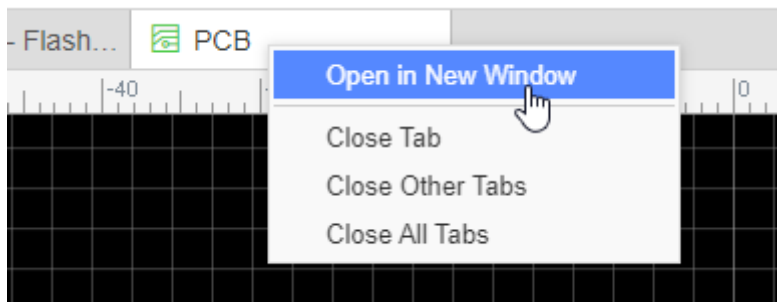 - Flash... PCB
-40 0
Open in New Window
Close Tab
Close Other Tabs
Close All Tabs